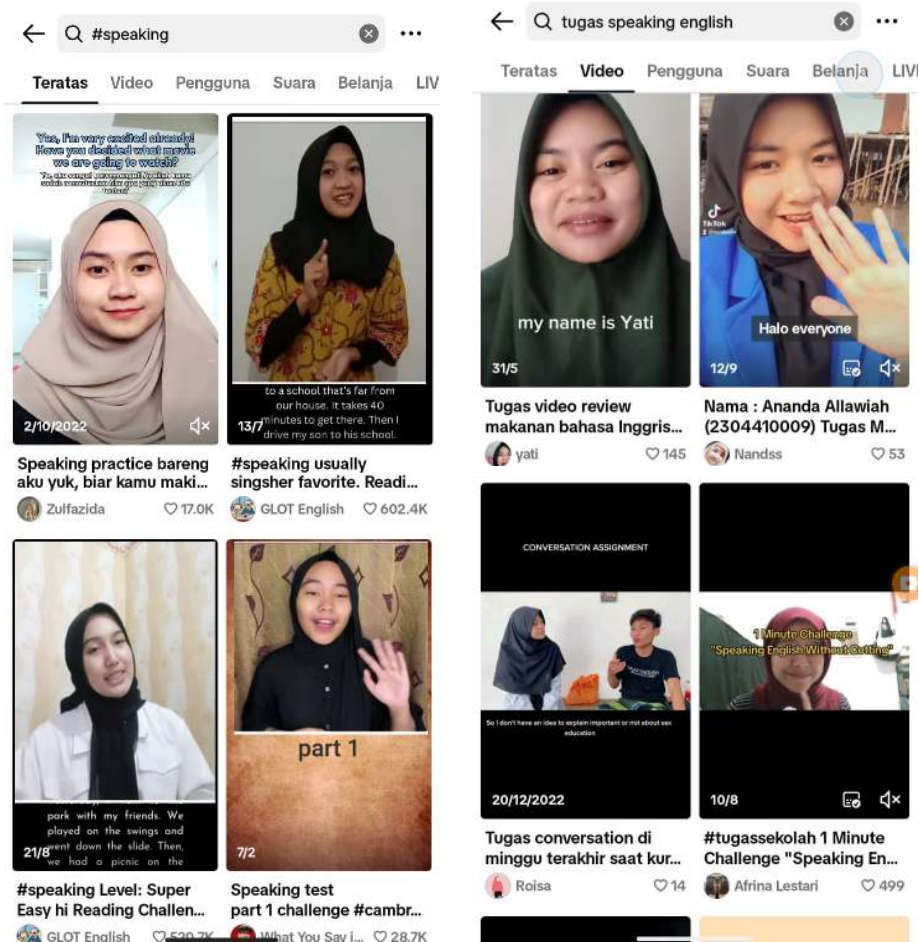 #speaking
Teratas Video Pengguna Suara Belanja LIV
Yes, I'm very excited already!
Have you decided what movie
we are going to watch?
2/10/2022
Speaking practice bareng
aku yuk, biar kamu maki...
Zulfazida 17.0K
to a school that's far from
our house. It takes 40
minutes to get there. Then I
drive my son to his school.
13/7
#speaking usually
singsher favorite. Readi...
GLOT English 602.4K
park with my friends. We
played on the swings and
went down the slide. Then,
we had a picnic on the
21/8
#speaking Level: Super
Easy hi Reading Challen...
GLOT English 520.7K
part 1
7/2
Speaking test
part 1 challenge #cambr...
What You Say i... 28.7K
tugas speaking english
Teratas Video Pengguna Suara Belanja LIVI
my name is Yati
31/5
Tugas video review
makanan bahasa Inggris...
yati 145
TikTok
Halo everyone
12/9
Nama : Ananda Allawiah
(2304410009) Tugas M...
Nandss 53
CONVERSATION ASSIGNMENT
So I don't have an idea to explain important or not about sex
education
20/12/2022
Tugas conversation di
minggu terakhir saat kur...
Roisa 14
1 Minute Challenge
"Speaking English Without Cutting"
10/8
#tugassekolah 1 Minute
Challenge "Speaking En...
Afrina Lestari 499